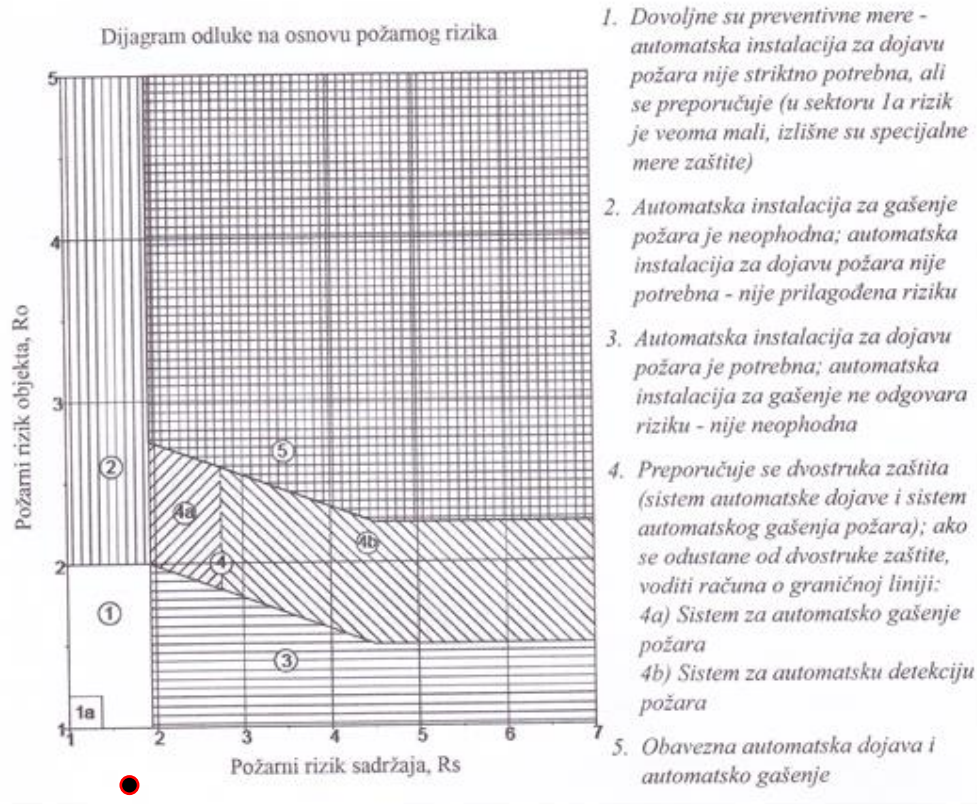 Dijagram odluke na osnovu požarnog rizika
5
4
3
2
1
Požarni rizik objekta, Ro
2
5
4a
4b
4
1
3
1a
1
2
3
4
5
6
7
Požarni rizik sadržaja, Rs
1. Dovoljne su preventivne mere -
automatska instalacija za dojavu
požara nije striktno potrebna, ali
se preporučuje (u sektoru 1a rizik
je veoma mali, izlišne su specijalne
mere zaštite)
2. Automatska instalacija za gašenje
požara je neophodna; automatska
instalacija za dojavu požara nije
potrebna - nije prilagođena riziku
3. Automatska instalacija za dojavu
požara je potrebna; automatska
instalacija za gašenje ne odgovara
riziku - nije neophodna
4. Preporučuje se dvostruka zaštita
(sistem automatske dojave i sistem
automatskog gašenja požara); ako
se odustane od dvostruke zaštite,
voditi računa o graničnoj liniji:
4a) Sistem za automatsko gašenje
požara
4b) Sistem za automatsku detekciju
požara
5. Obavezna automatska dojava i
automatsko gašenje